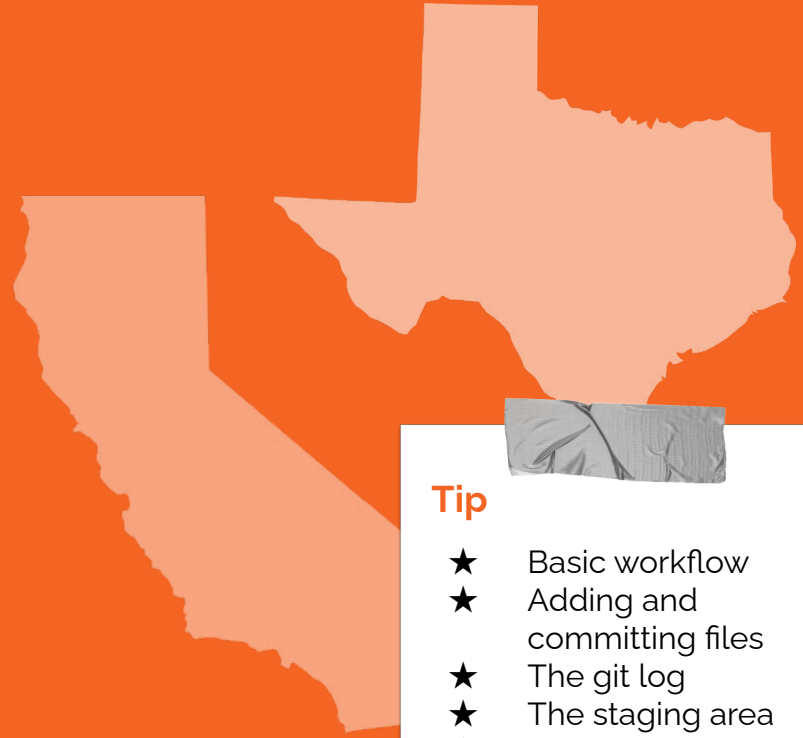 Tip
★ Basic workflow
★ Adding and
committing files
★ The git log
★ The staging area